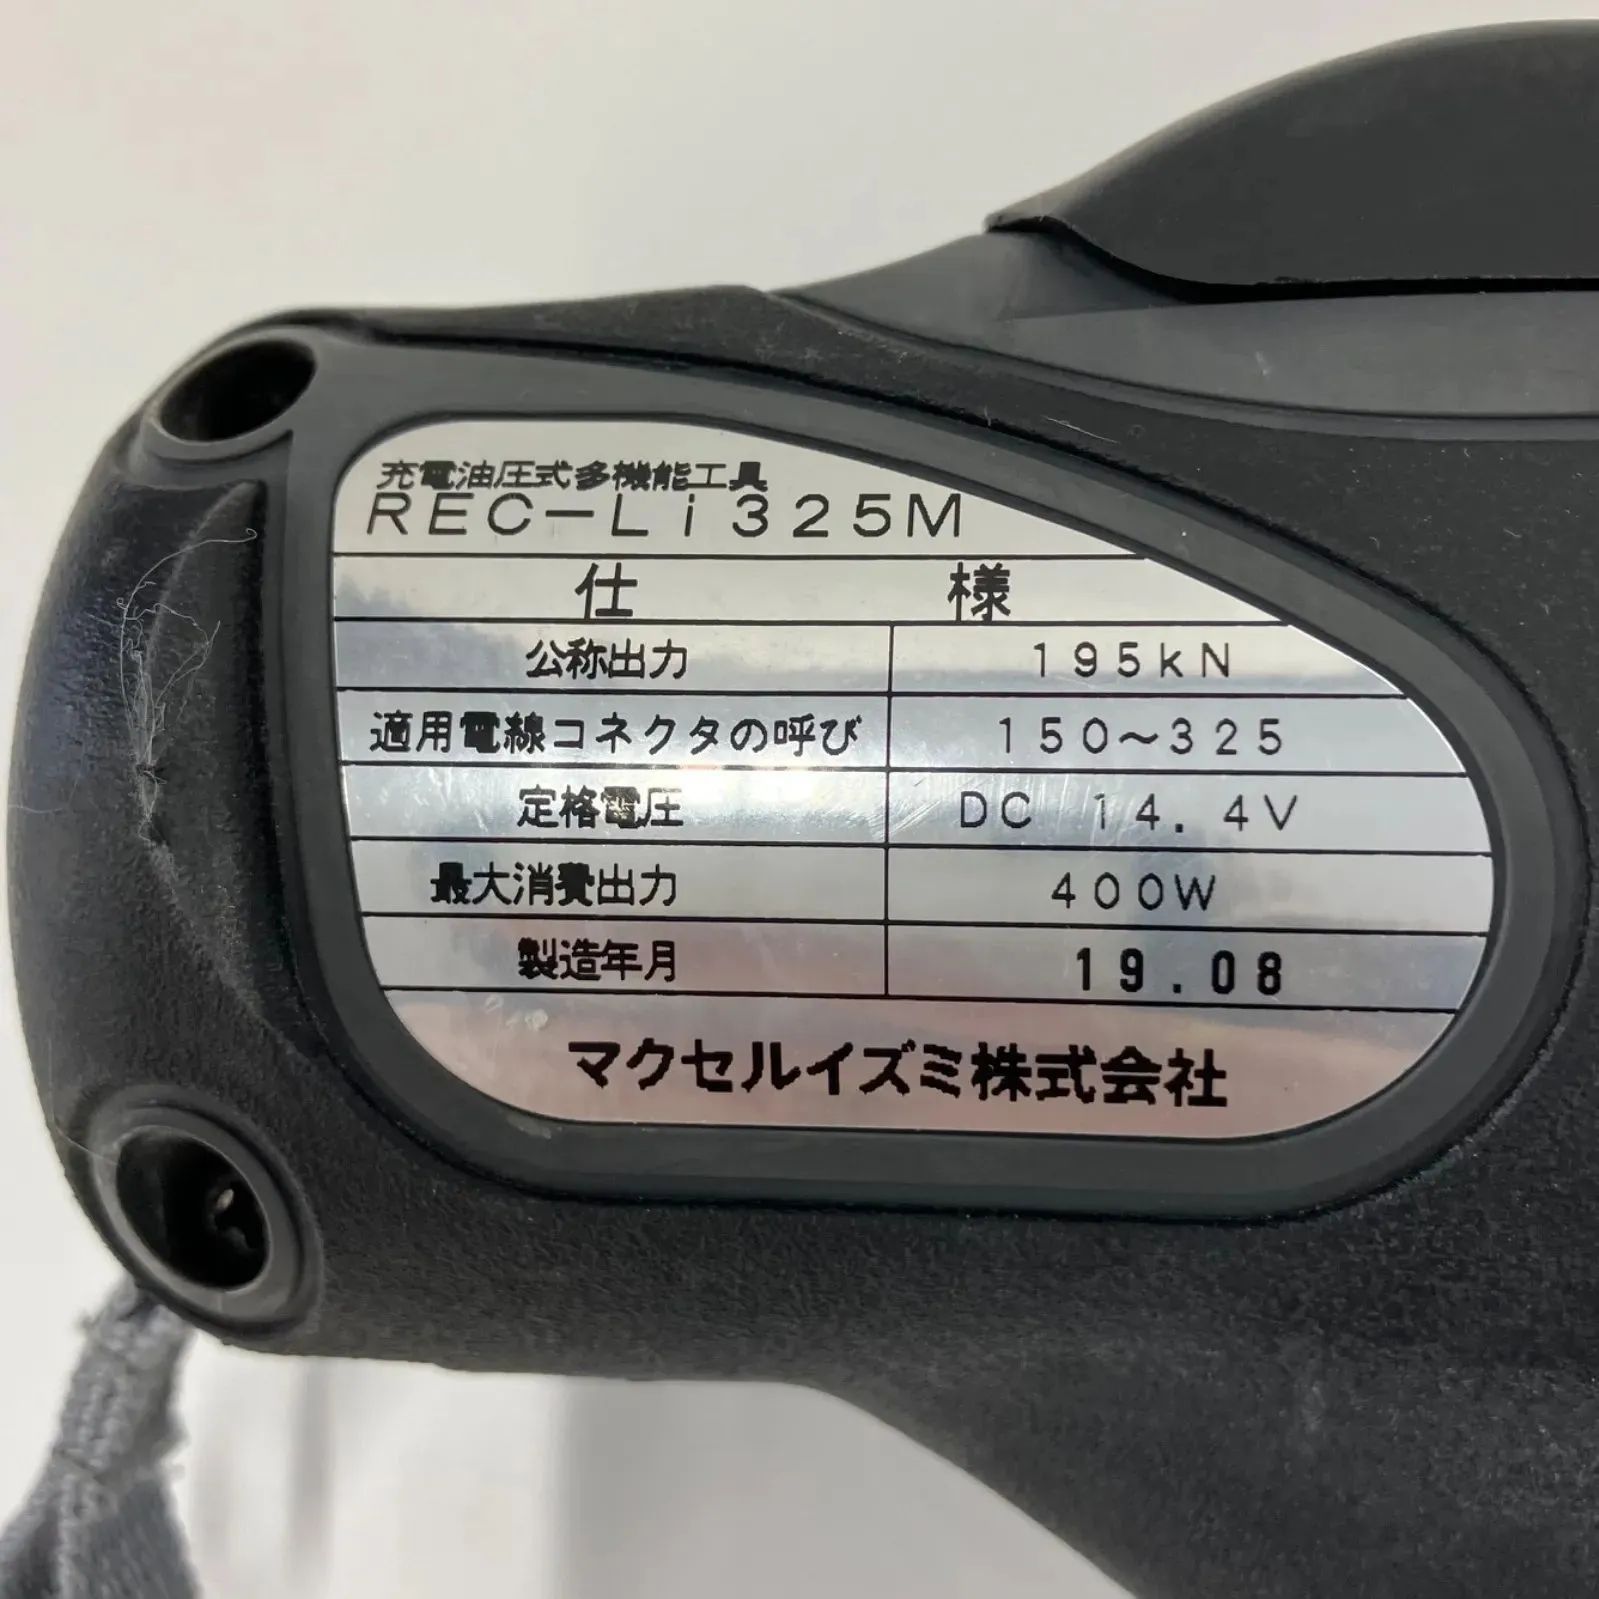 充電油圧式多機能工具
REC-Li325M
仕様
公称出力 195kN
適用電線コネクタの呼び 150～325
定格電圧 DC 14.4V
最大消費出力 400W
製造年月 19.08
マクセルイズミ株式会社